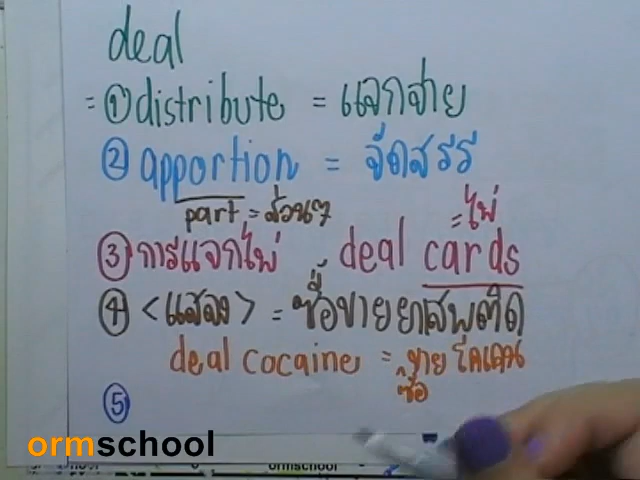 deal
= ① distribute = แจกจ่าย
② apportion = จัดสรร
part = ส่วนๆ
= ไพ่
③ การแจกไพ่ deal cards
④ <แสลง> = ซื้อขายยาเสพติด
deal cocaine = ขาย โคเคน
ซื้อ
⑤
ormschool
ormschool